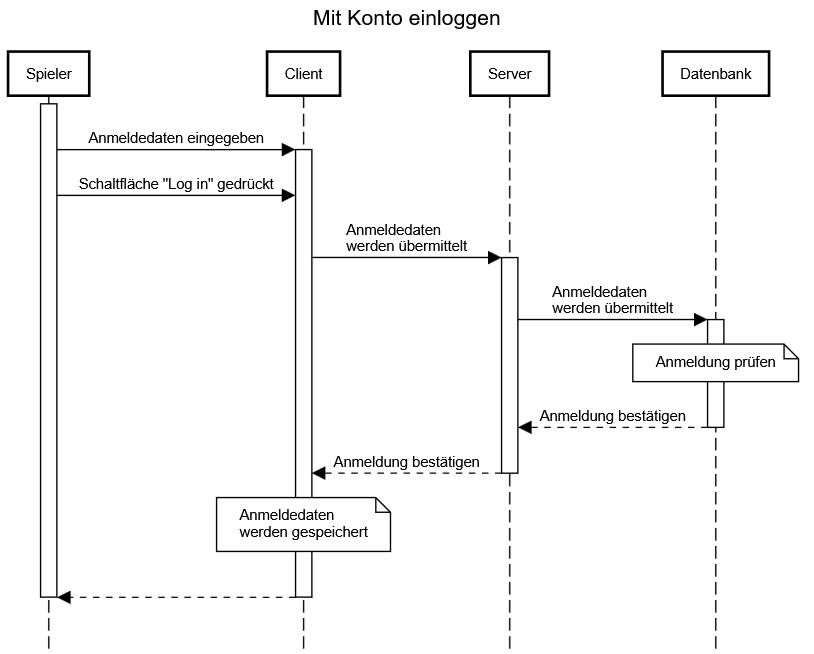 Mit Konto einloggen
Spieler
Client
Server
Datenbank
Anmeldedaten eingegeben
Schaltfläche "Log in" gedrückt
Anmeldedaten
werden übermittelt
Anmeldedaten
werden übermittelt
Anmeldung prüfen
Anmeldung bestätigen
Anmeldung bestätigen
Anmeldedaten
werden gespeichert